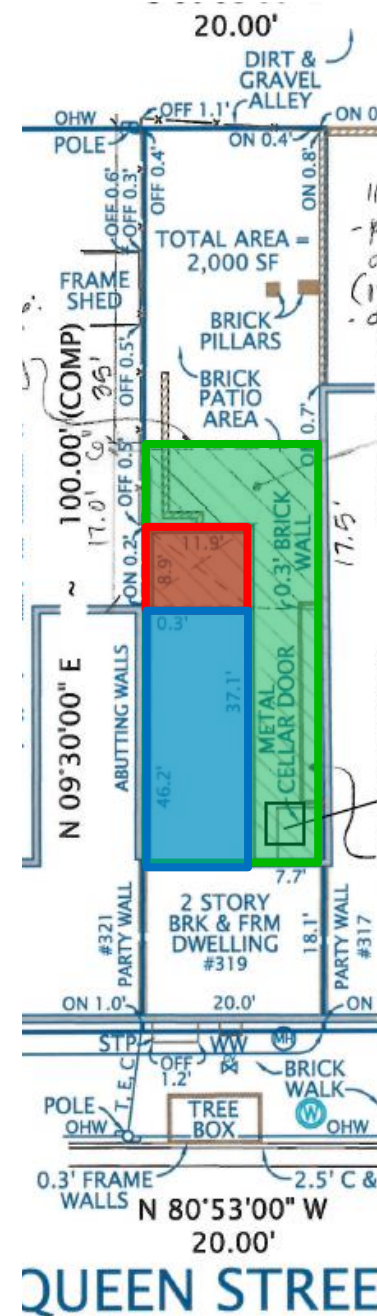 20.00'
DIRT &
GRAVEL
ALLEY
OFF 1.1'
ON 0.4'
OHW
POLE
OFF 0.6'
OFF 0.3'
OFF 0.4'
ON 0.8'
TOTAL AREA =
2,000 SF
FRAME
SHED
BRICK
PILLARS
BRICK
PATIO
AREA
OFF 0.5'
ON 0.7'
100.00' (COMP)
35'
6'
17.0'
OFF 0.5'
ON 0.2'
11.9'
8.9'
0.3' BRICK
WALL
17.5'
0.3'
37.1'
46.2'
METAL
CELLAR DOOR
N 09°30'00" E ~
ABUTTING WALLS
7.7'
2 STORY
BRK & FRM
DWELLING
#319
18.1'
#321
PARTY WALL
PARTY WALL
#317
ON 1.0'
20.0'
ON
STP
WW
MH
OFF
1.2'
T, E, C
BRICK
WALK
POLE
OHW
TREE
BOX
W
OHW
0.3' FRAME
WALLS
2.5' C &
N 80°53'00" W
20.00'
QUEEN STREE